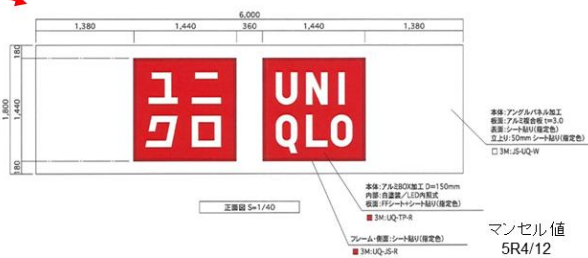 6,000
1,380 1,440 360 1,440 1,380
180
1,800
1,440
180
ユニ
クロ
UNI
QLO
本体:アングルパネル加工
板面:アルミ複合板 t=3.0
表面:シート貼り(指定色)
立上り:50mm シート貼り(指定色)
3M:JS-UQ-W
本体:アルミBOX加工 D=150mm
内部:白塗装/LED内照式
板面:FFシート+シート貼り(指定色)
3M:UQ-TP-R
正面図 S=1/40
フレーム・側面:シート貼り(指定色)
3M:UQ-JS-R
マンセル値
5R4/12